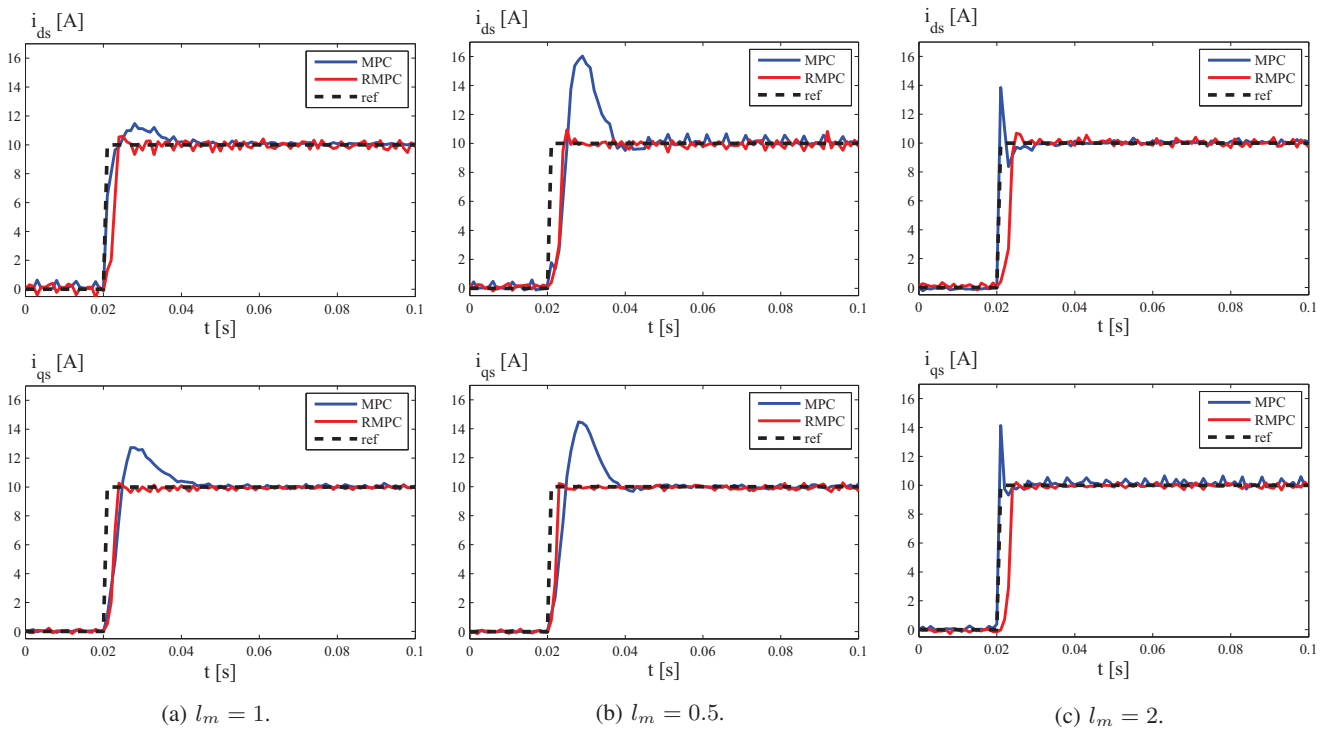 i_ds [A]
16
14
12
10
8
6
4
2
0
MPC
RMPC
ref
0
0.02
0.04
0.06
0.08
0.1
t [s]
i_ds [A]
16
14
12
10
8
6
4
2
0
MPC
RMPC
ref
0
0.02
0.04
0.06
0.08
0.1
t [s]
i_ds [A]
16
14
12
10
8
6
4
2
0
MPC
RMPC
ref
0
0.02
0.04
0.06
0.08
0.1
t [s]
i_qs [A]
16
14
12
10
8
6
4
2
0
MPC
RMPC
ref
0
0.02
0.04
0.06
0.08
0.1
t [s]
i_qs [A]
16
14
12
10
8
6
4
2
0
MPC
RMPC
ref
0
0.02
0.04
0.06
0.08
0.1
t [s]
i_qs [A]
16
14
12
10
8
6
4
2
0
MPC
RMPC
ref
0
0.02
0.04
0.06
0.08
0.1
t [s]
(a) l_m = 1.
(b) l_m = 0.5.
(c) l_m = 2.